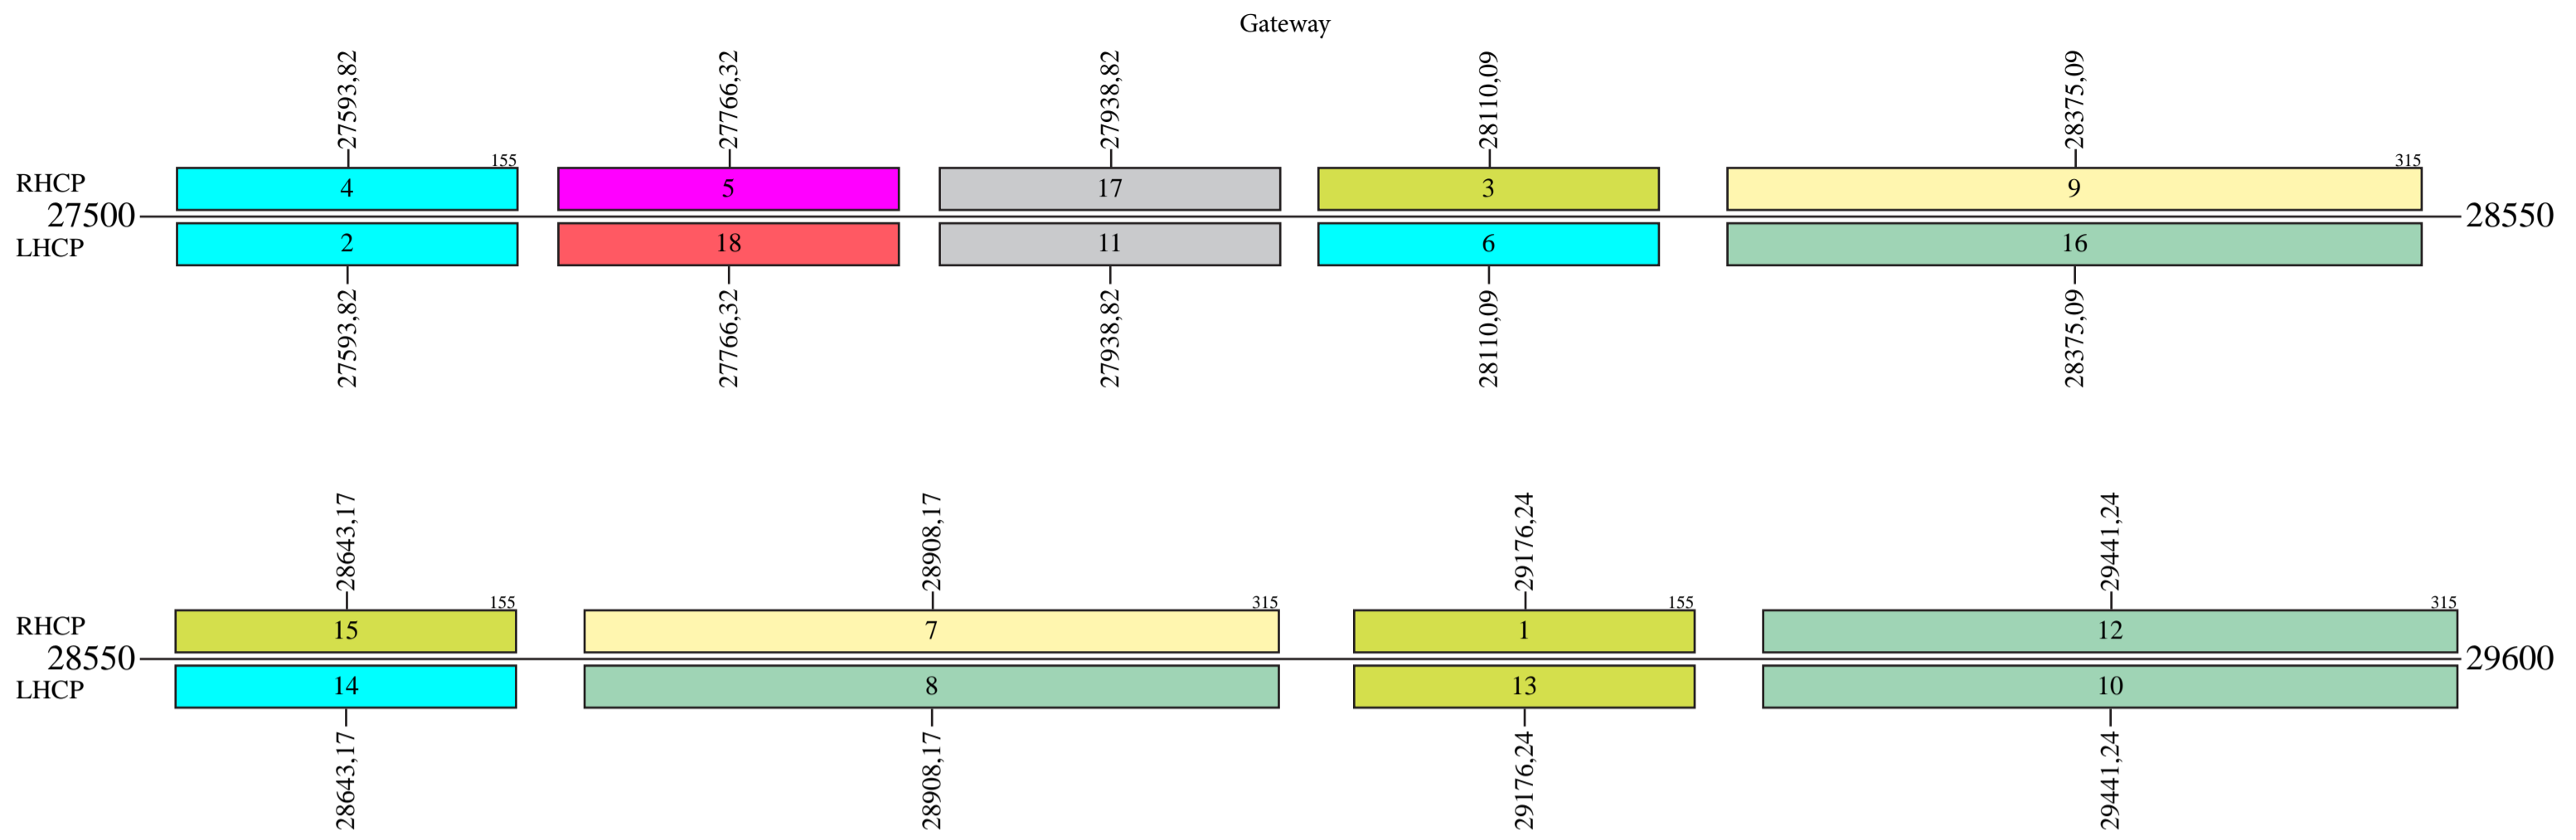 Gateway
27593,82 27766,32 27938,82 28110,09 28375,09
155 315
RHCP 4 5 17 3 9
27500 28550
LHCP 2 18 11 6 16
27593,82 27766,32 27938,82 28110,09 28375,09
28643,17 28908,17 29176,24 29441,24
155 315 155 315
RHCP 15 7 1 12
28550 29600
LHCP 14 8 13 10
28643,17 28908,17 29176,24 29441,24